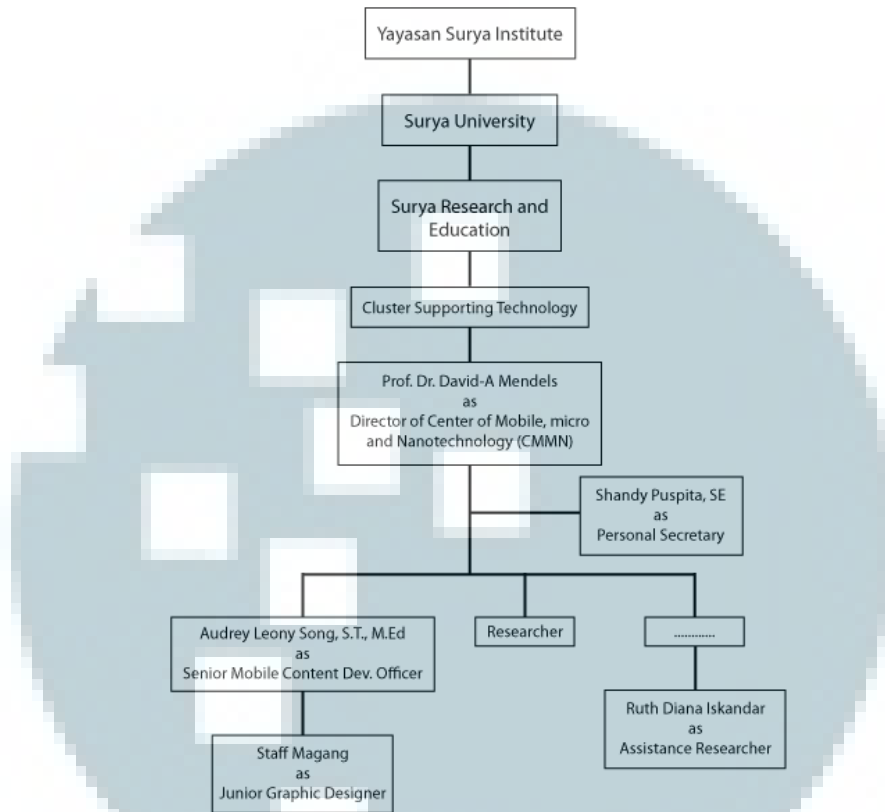 Yayasan Surya Institute
Surya University
Surya Research and
Education
Cluster Supporting Technology
Prof. Dr. David-A Mendels
as
Director of Center of Mobile, micro
and Nanotechnology (CMMN)
Shandy Puspita, SE
as
Personal Secretary
Audrey Leony Song, S.T., M.Ed
as
Senior Mobile Content Dev. Officer
Researcher
.............
Ruth Diana Iskandar
as
Assistance Researcher
Staff Magang
as
Junior Graphic Designer